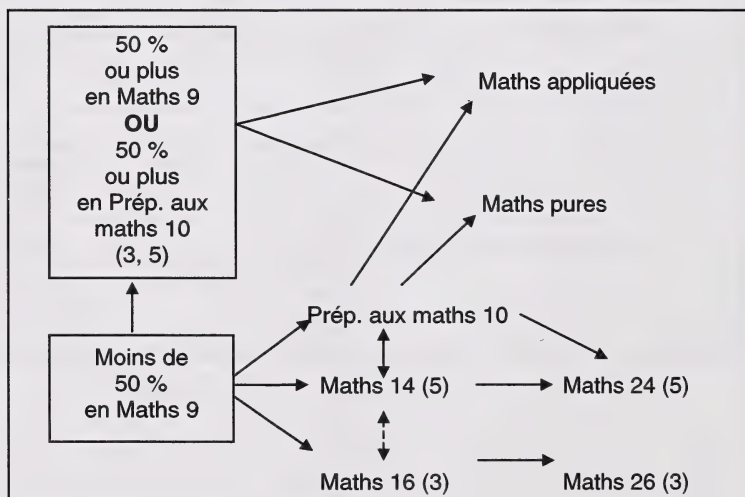 50 %
ou plus
en Maths 9
OU
50 %
ou plus
en Prép. aux
maths 10
(3, 5)
Maths appliquées
Maths pures
Prép. aux maths 10
Moins de
50 %
en Maths 9
Maths 14 (5)
Maths 24 (5)
Maths 16 (3)
Maths 26 (3)